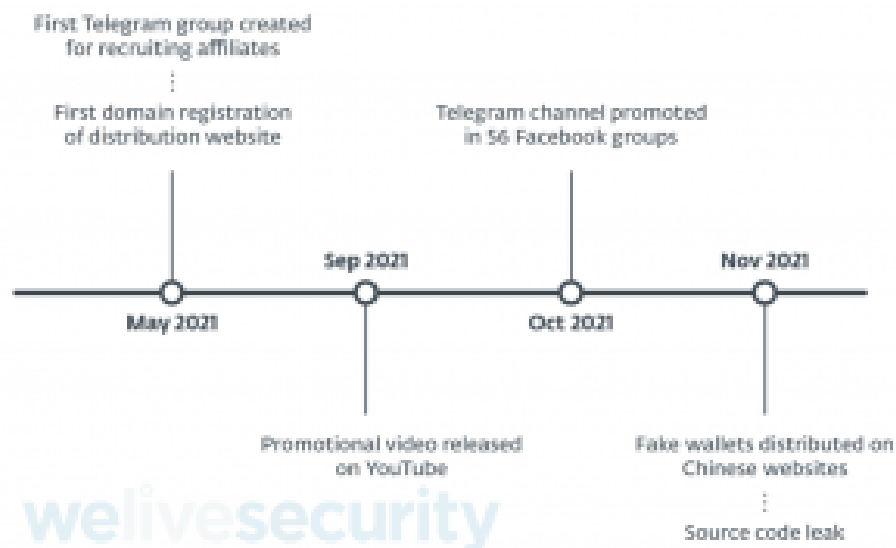 First Telegram group created
for recruiting affiliates
First domain registration
of distribution website
Telegram channel promoted
in 56 Facebook groups
Sep 2021
Nov 2021
May 2021
Oct 2021
Promotional video released
on YouTube
Fake wallets distributed on
Chinese websites
Source code leak
welivesecurity